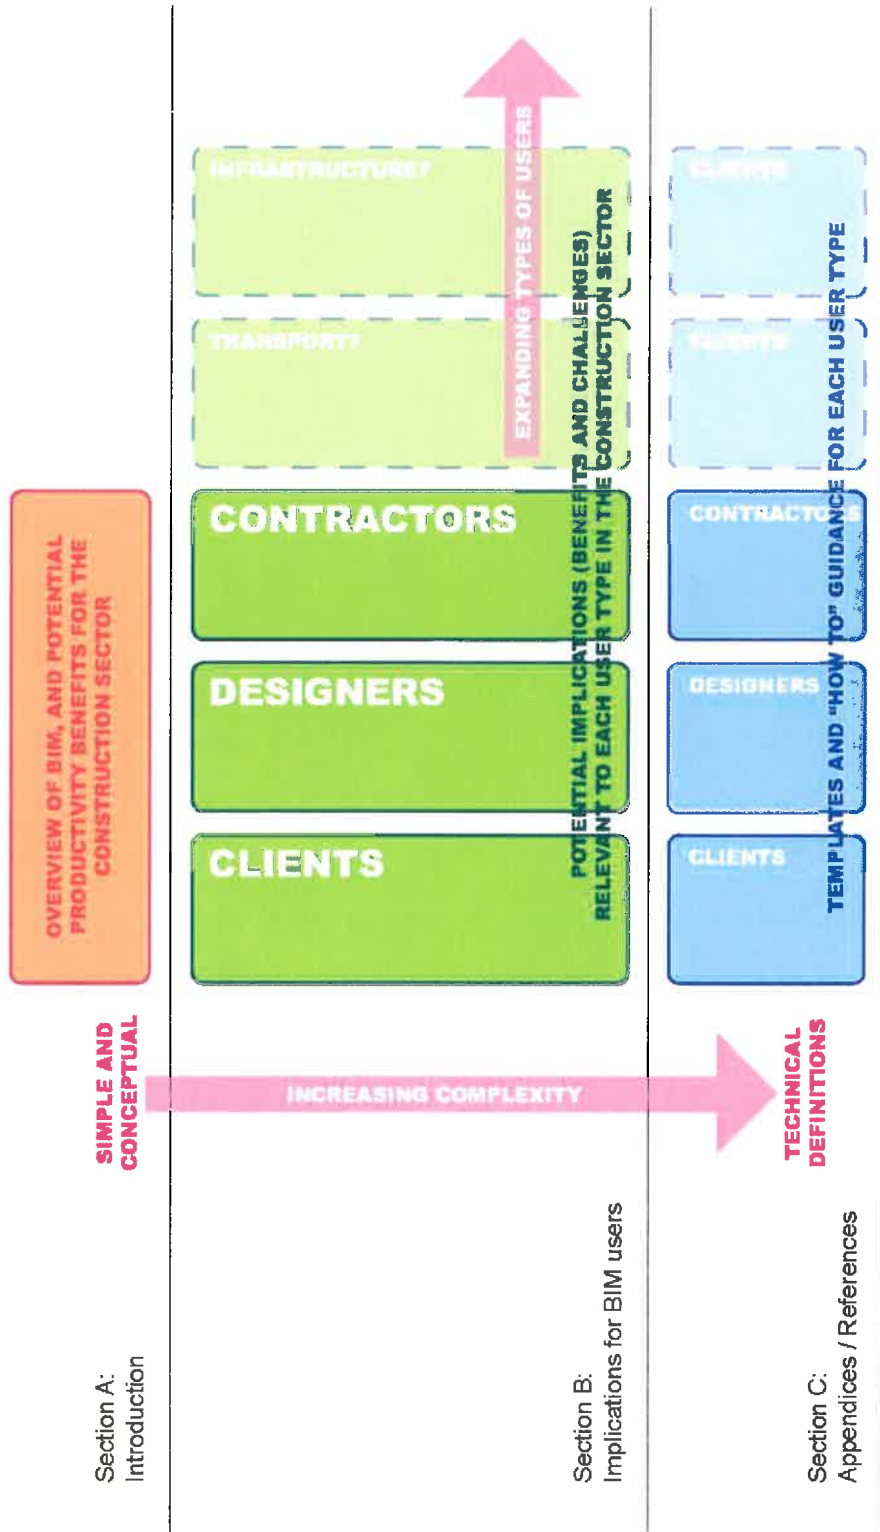 Section A:
Introduction
SIMPLE AND
CONCEPTUAL
OVERVIEW OF BIM, AND POTENTIAL
PRODUCTIVITY BENEFITS FOR THE
CONSTRUCTION SECTOR
INCREASING COMPLEXITY
Section B:
Implications for BIM users
CLIENTS
DESIGNERS
CONTRACTORS
TRANSPORT?
INFRASTRUCTURE?
EXPANDING TYPES OF USERS
POTENTIAL IMPLICATIONS (BENEFITS AND CHALLENGES)
RELEVANT TO EACH USER TYPE IN THE CONSTRUCTION SECTOR
Section C:
Appendices / References
TECHNICAL
DEFINITIONS
CLIENTS
DESIGNERS
CONTRACTORS
CLIENTS
CLIENTS
TEMPLATES AND "HOW TO" GUIDANCE FOR EACH USER TYPE